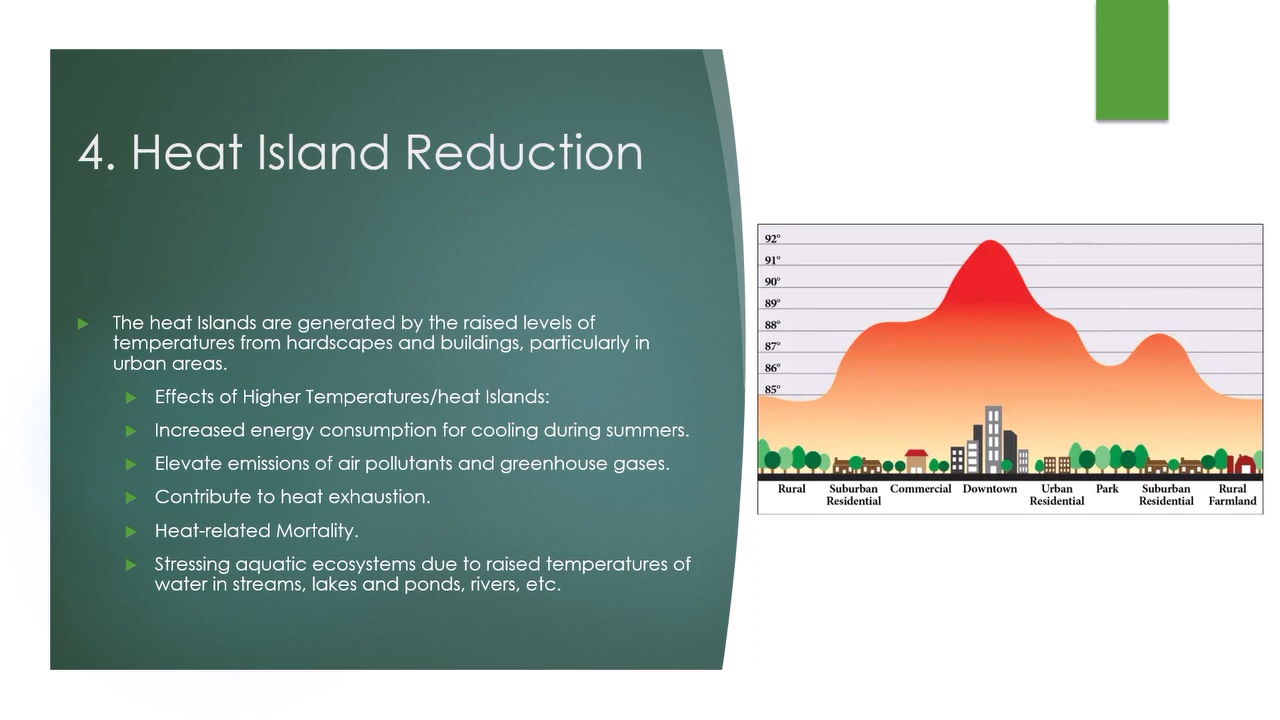 4. Heat Island Reduction
The heat Islands are generated by the raised levels of
temperatures from hardscapes and buildings, particularly in
urban areas.
Effects of Higher Temperatures/heat Islands:
Increased energy consumption for cooling during summers.
Elevate emissions of air pollutants and greenhouse gases.
Contribute to heat exhaustion.
Heat-related Mortality.
Stressing aquatic ecosystems due to raised temperatures of
water in streams, lakes and ponds, rivers, etc.
92°
91°
90°
89°
88°
87°
86°
85°
Rural
Suburban
Residential
Commercial
Downtown
Urban
Residential
Park
Suburban
Residential
Rural
Farmland